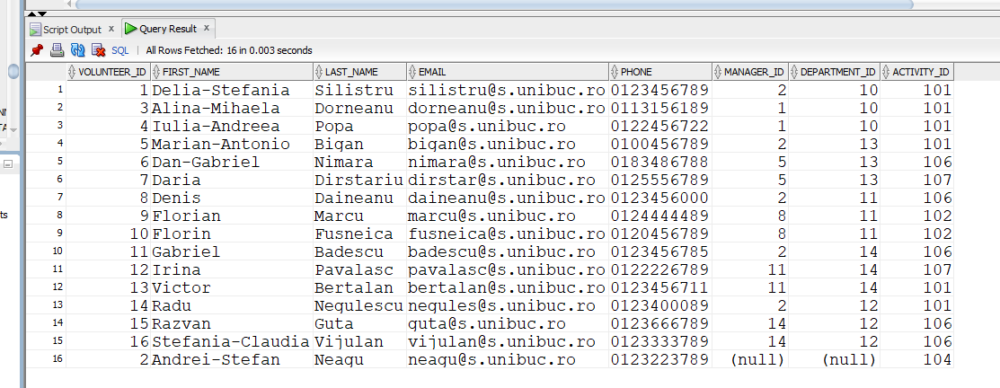 Script Output x Query Result x
SQL | All Rows Fetched: 16 in 0.003 seconds
VOLUNTEER_ID FIRST_NAME LAST_NAME EMAIL PHONE MANAGER_ID DEPARTMENT_ID ACTIVITY_ID
1 1 Delia-Stefania Silistru silistru@s.unibuc.ro 0123456789 2 10 101
2 3 Alina-Mihaela Dorneanu dorneanu@s.unibuc.ro 0113156189 1 10 101
3 4 Iulia-Andreea Popa popa@s.unibuc.ro 0122456722 1 10 101
4 5 Marian-Antonio Bigan bigan@s.unibuc.ro 0100456789 2 13 101
5 6 Dan-Gabriel Nimara nimara@s.unibuc.ro 0183486788 5 13 106
6 7 Daria Dirstariu dirstar@s.unibuc.ro 0125556789 5 13 107
7 8 Denis Daineanu daineanu@s.unibuc.ro 0123456000 2 11 106
8 9 Florian Marcu marcu@s.unibuc.ro 0124444489 8 11 102
9 10 Florin Fusneica fusneica@s.unibuc.ro 0120456789 8 11 102
10 11 Gabriel Badescu badescu@s.unibuc.ro 0123456785 2 14 106
11 12 Irina Pavalasc pavalasc@s.unibuc.ro 0122226789 11 14 107
12 13 Victor Bertalan bertalan@s.unibuc.ro 0123456711 11 14 101
13 14 Radu Negulescu negules@s.unibuc.ro 0123400089 2 12 101
14 15 Razvan Guta guta@s.unibuc.ro 0123666789 14 12 106
15 16 Stefania-Claudia Vijulan vijulan@s.unibuc.ro 0123333789 14 12 106
16 2 Andrei-Stefan Neagu neagu@s.unibuc.ro 0123223789 (null) (null) 104